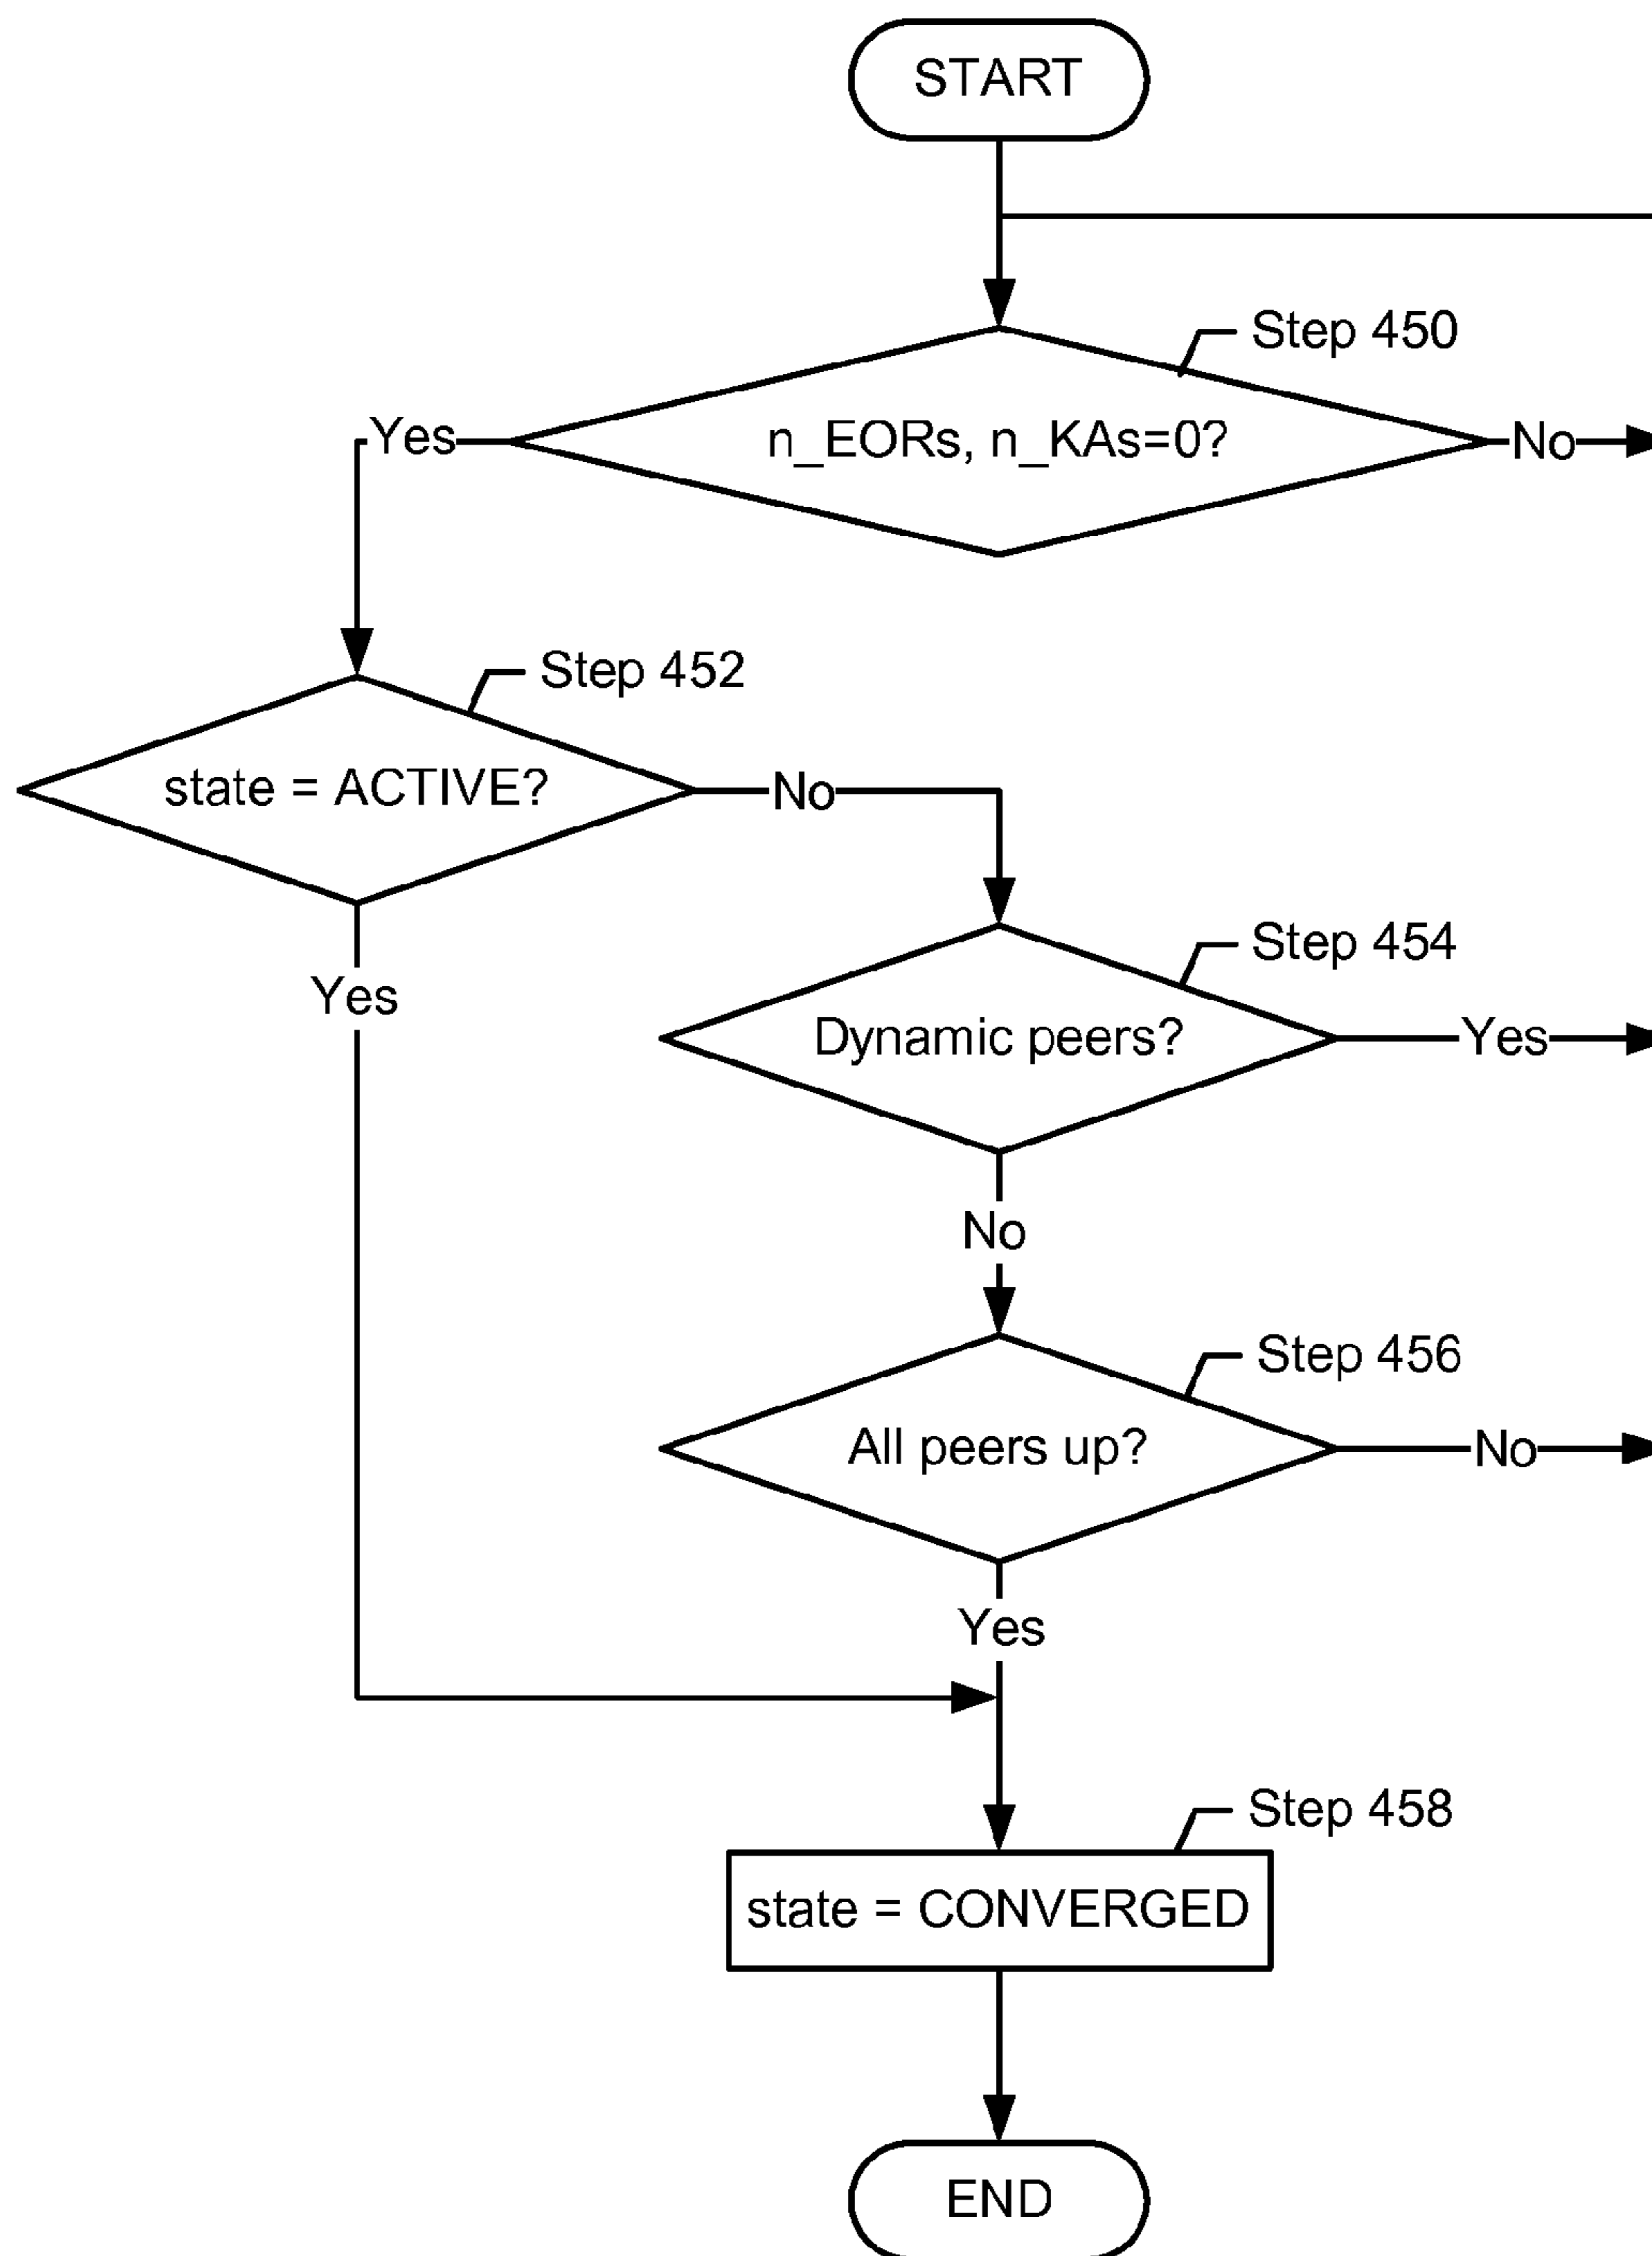 START
Step 450
n_EORs, n_KAs=0?
Yes
No
Step 452
state = ACTIVE?
No
Yes
Step 454
Dynamic peers?
Yes
No
Step 456
All peers up?
No
Yes
Step 458
state = CONVERGED
END